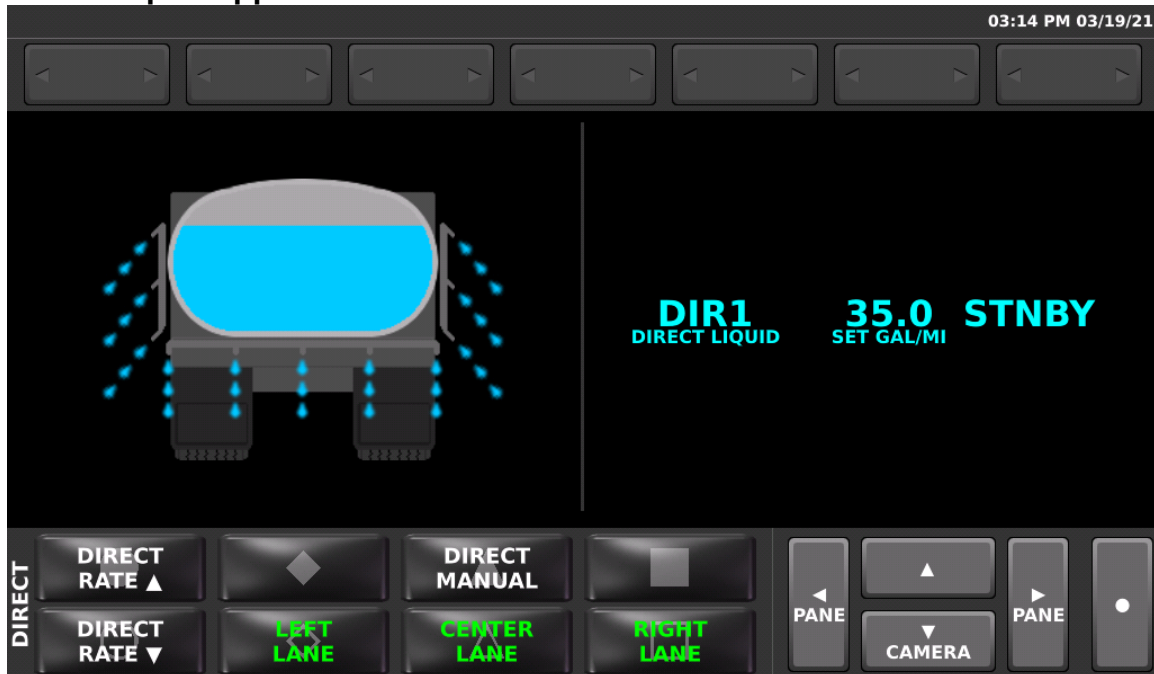 03:14 PM 03/19/21
DIR1
DIRECT LIQUID
35.0
SET GAL/MI
STNBY
DIRECT
DIRECT
RATE ▲
DIRECT
MANUAL
DIRECT
RATE ▼
LEFT
LANE
CENTER
LANE
RIGHT
LANE
◄
PANE
▲
▼
CAMERA
►
PANE